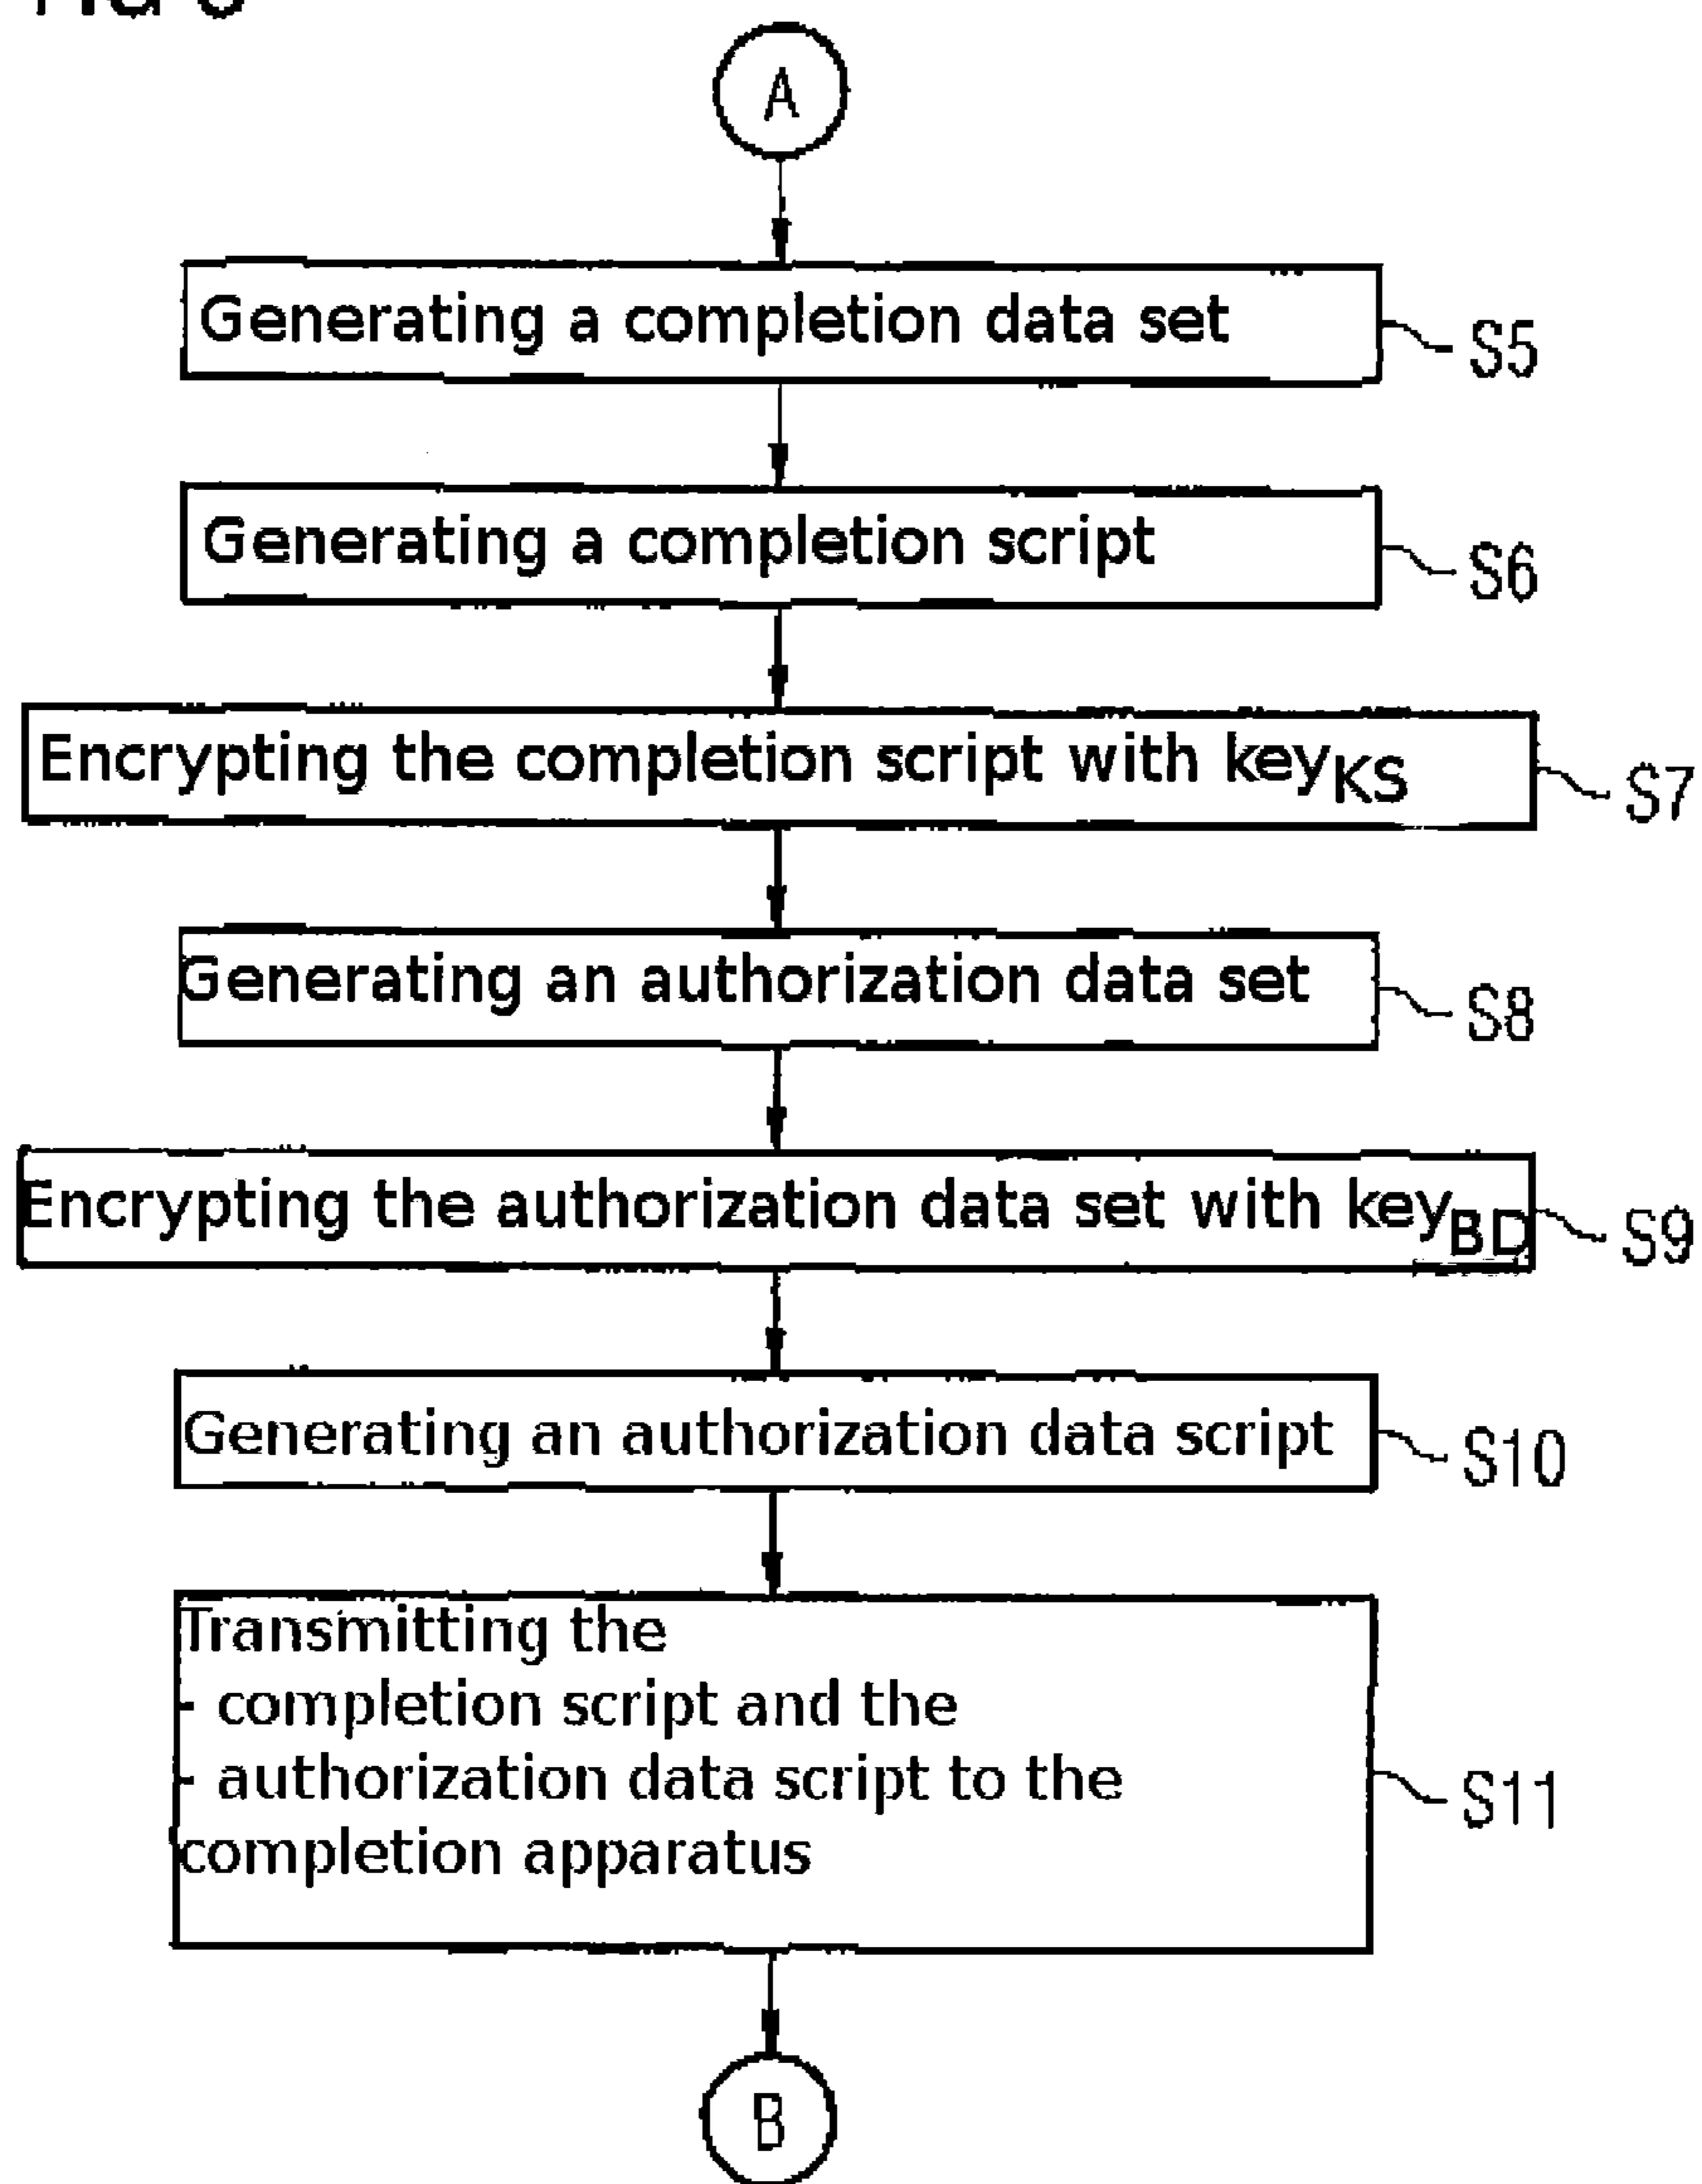 A
Generating a completion data set
S5
Generating a completion script
S6
Encrypting the completion script with keyKS
S7
Generating an authorization data set
S8
Encrypting the authorization data set with keyBD
S9
Generating an authorization data script
S10
Transmitting the
- completion script and the
- authorization data script to the
completion apparatus
S11
B